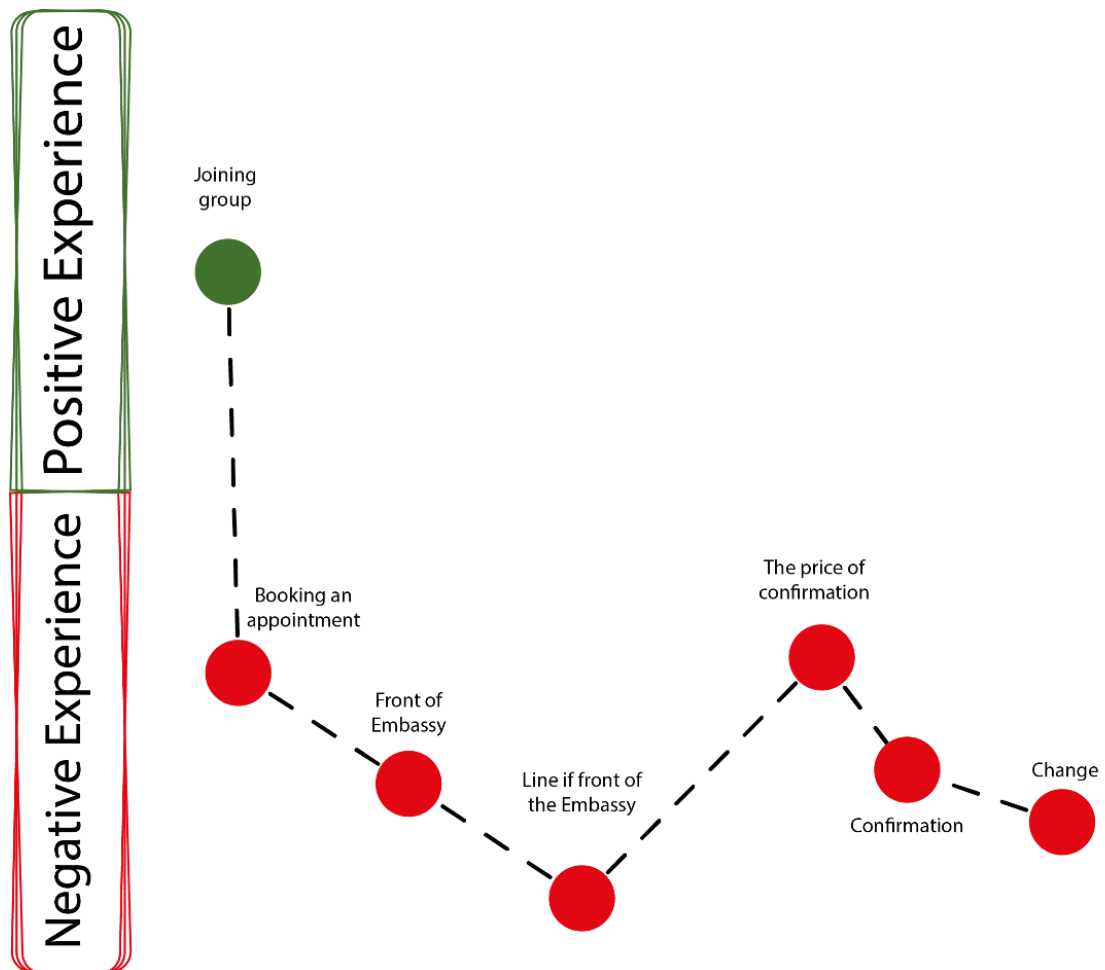 Positive Experience
Negative Experience
Joining
group
Booking an
appointment
Front of
Embassy
Line if front of
the Embassy
The price of
confirmation
Confirmation
Change